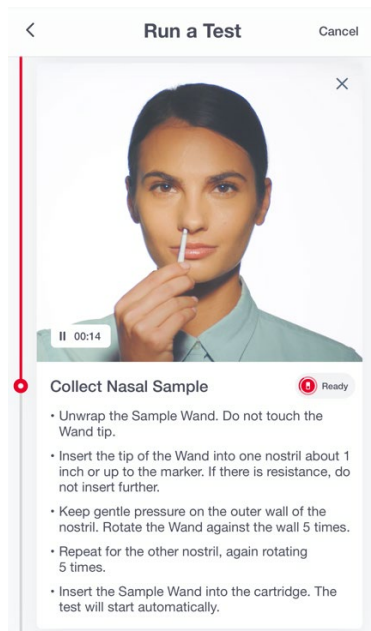 Run a Test
Cancel
00:14
Collect Nasal Sample
Ready
• Unwrap the Sample Wand. Do not touch the
Wand tip.
• Insert the tip of the Wand into one nostril about 1
inch or up to the marker. If there is resistance, do
not insert further.
• Keep gentle pressure on the outer wall of the
nostril. Rotate the Wand against the wall 5 times.
• Repeat for the other nostril, again rotating
5 times.
• Insert the Sample Wand into the cartridge. The
test will start automatically.